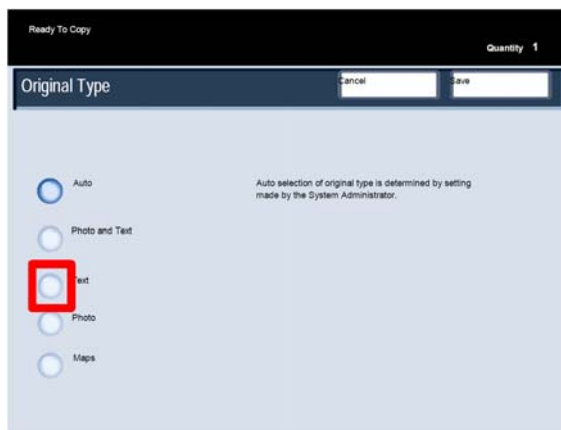 Ready To Copy
Quantity 1
Original Type
Cancel
Save
Auto
Auto selection of original type is determined by setting
made by the System Administrator.
Photo and Text
Text
Photo
Maps